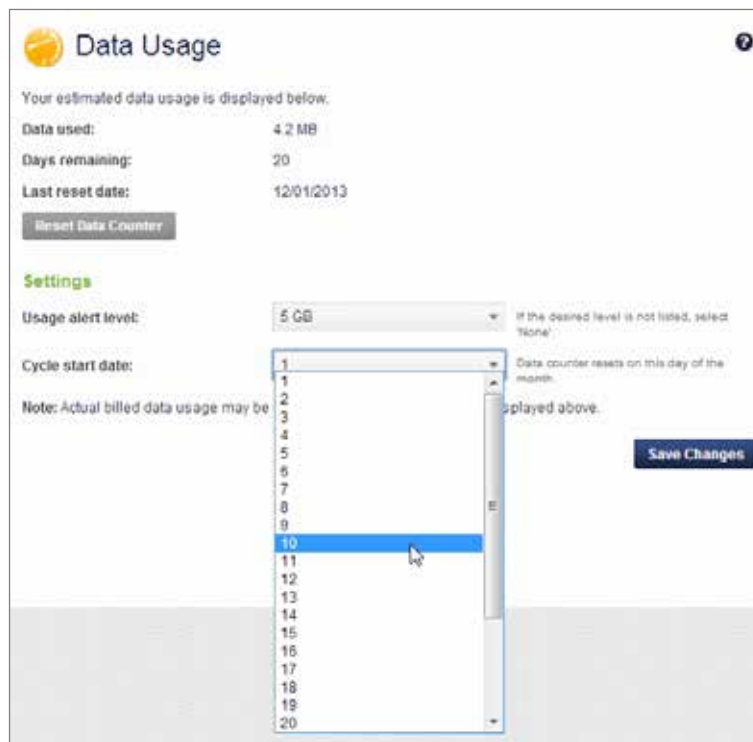 Data Usage
?
Your estimated data usage is displayed below.
Data used: 4.2 MB
Days remaining: 20
Last reset date: 12/01/2013
Reset Data Counter
Settings
Usage alert level: 5 GB If the desired level is not listed, select
'None'
Cycle start date: 1 Data counter resets on this day of the
month.
1
2
Note: Actual billed data usage may be splayed above.
3
4
5
Save Changes
6
7
8
9
10
11
12
13
14
15
16
17
18
19
20